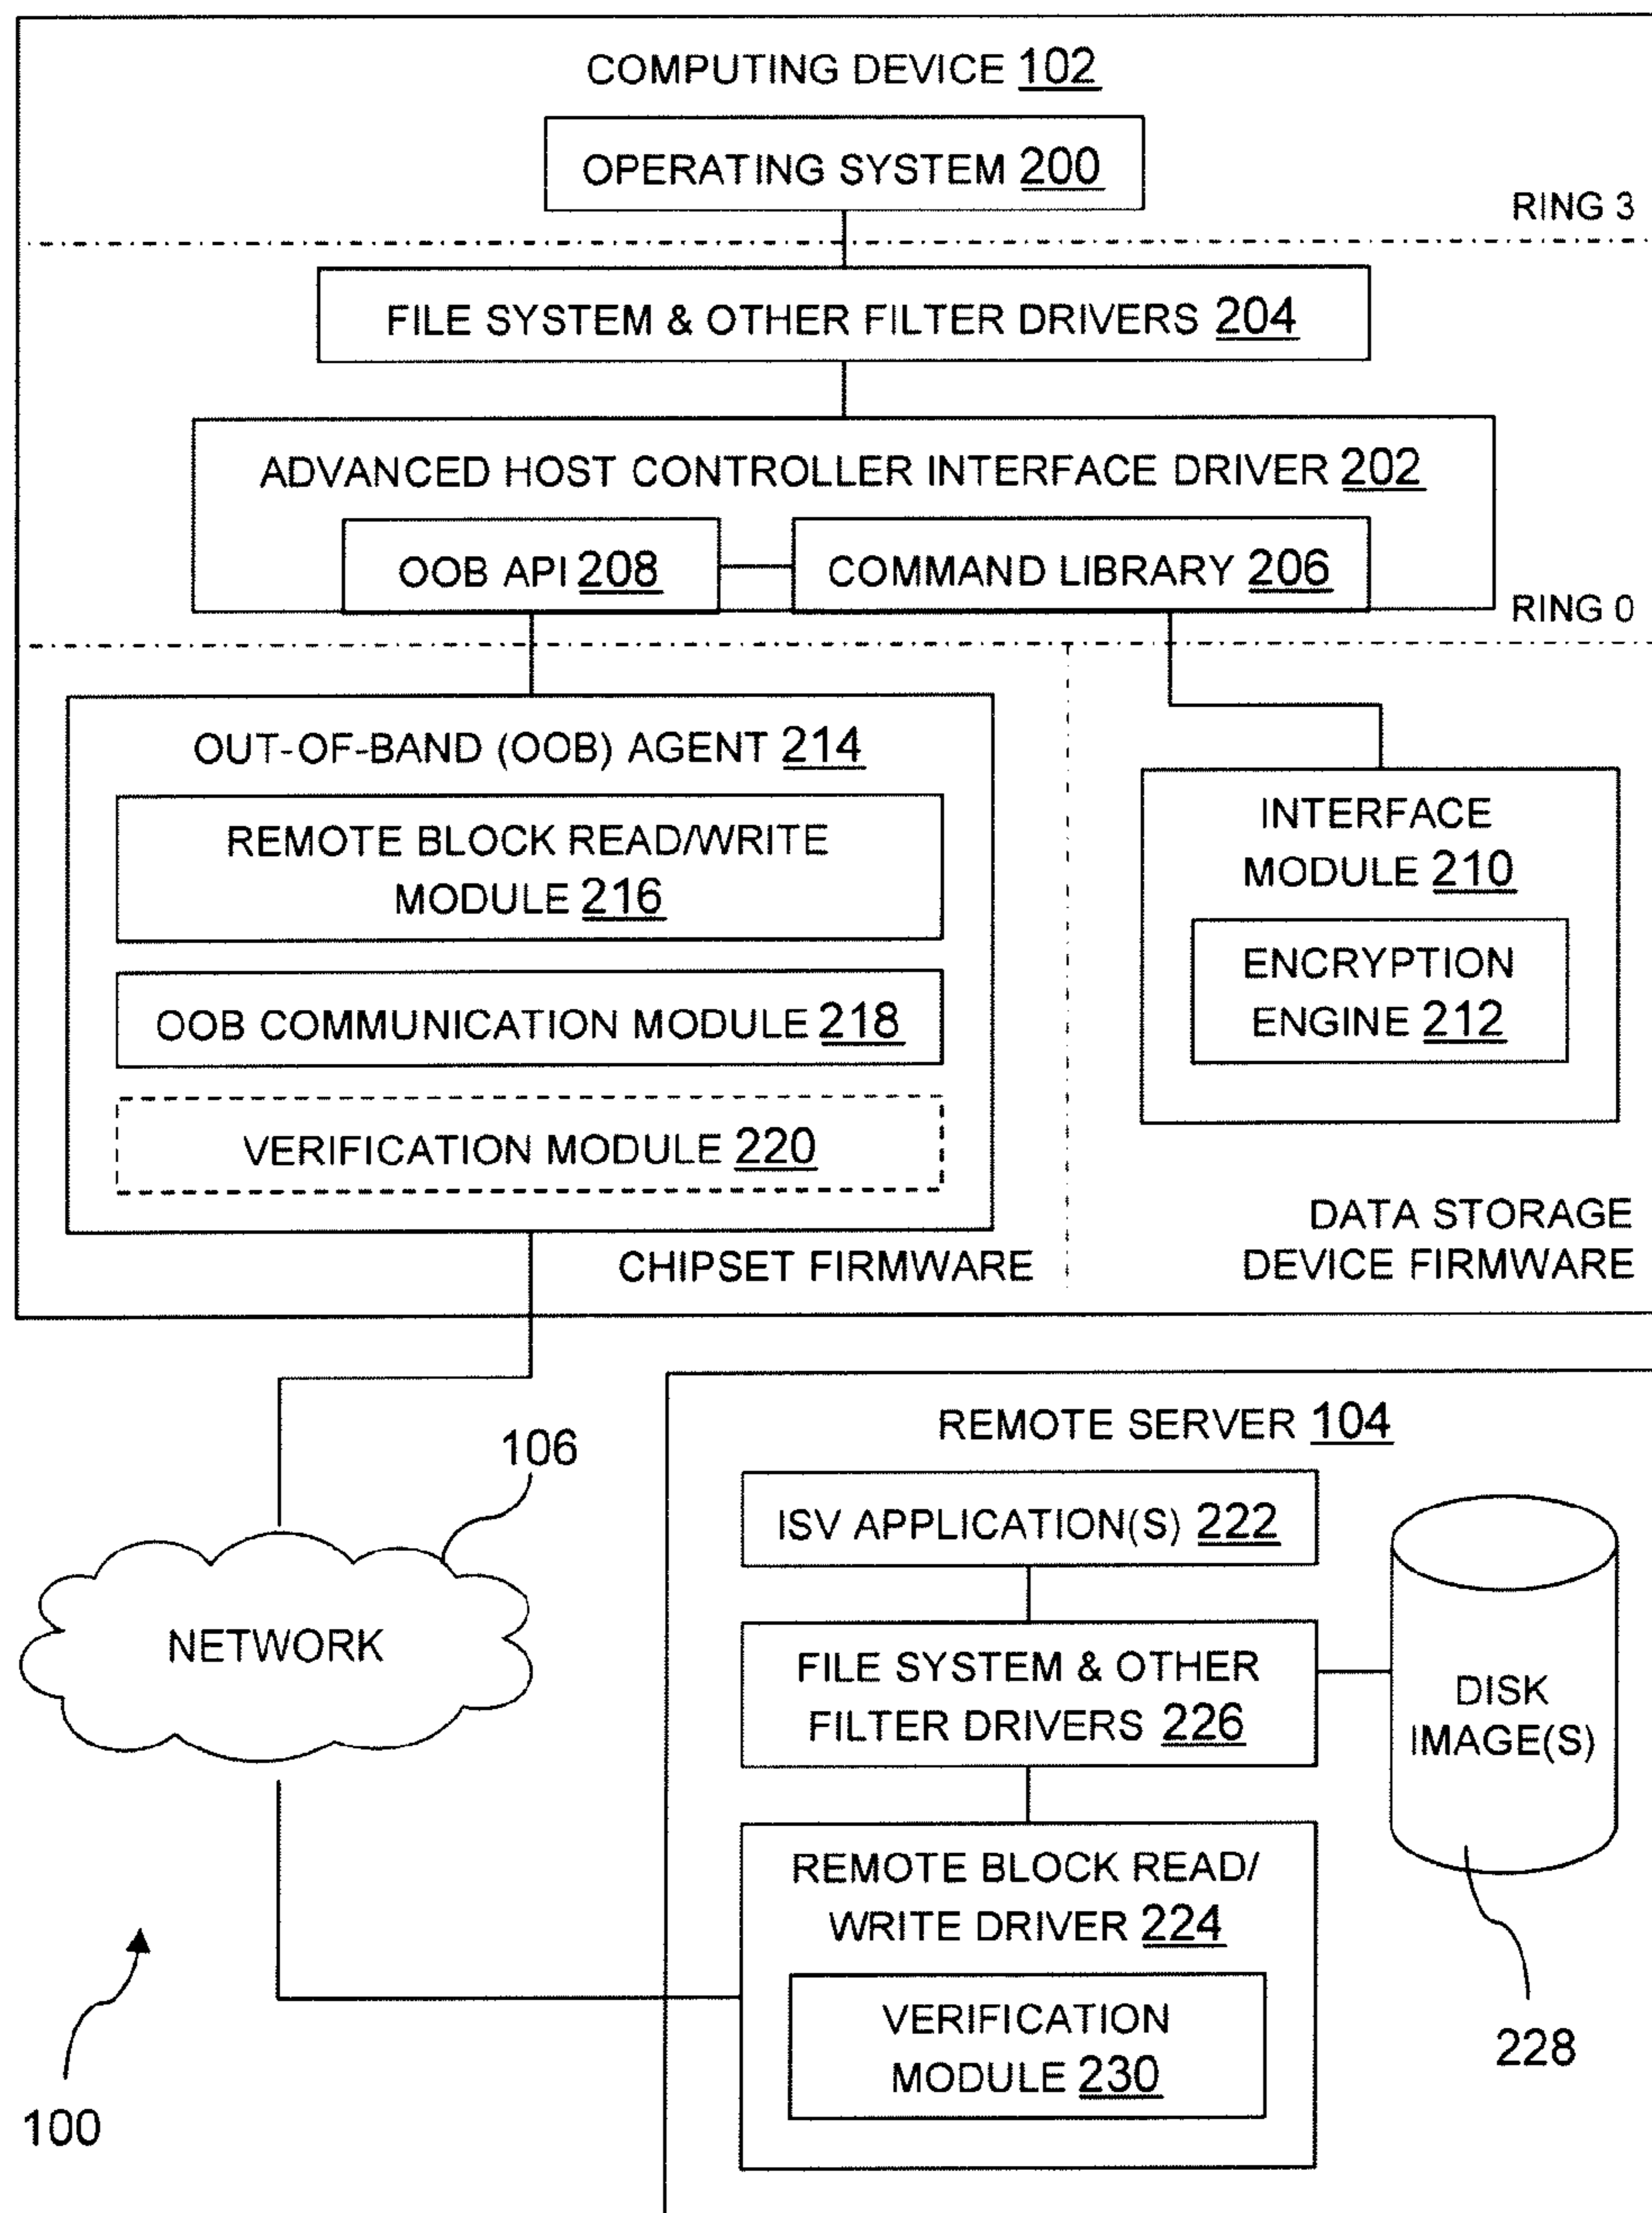 COMPUTING DEVICE 102
OPERATING SYSTEM 200
RING 3
FILE SYSTEM & OTHER FILTER DRIVERS 204
ADVANCED HOST CONTROLLER INTERFACE DRIVER 202
OOB API 208
COMMAND LIBRARY 206
RING 0
OUT-OF-BAND (OOB) AGENT 214
REMOTE BLOCK READ/WRITE
MODULE 216
OOB COMMUNICATION MODULE 218
VERIFICATION MODULE 220
CHIPSET FIRMWARE
INTERFACE
MODULE 210
ENCRYPTION
ENGINE 212
DATA STORAGE
DEVICE FIRMWARE
106
NETWORK
100
REMOTE SERVER 104
ISV APPLICATION(S) 222
FILE SYSTEM & OTHER
FILTER DRIVERS 226
DISK
IMAGE(S)
REMOTE BLOCK READ/
WRITE DRIVER 224
VERIFICATION
MODULE 230
228